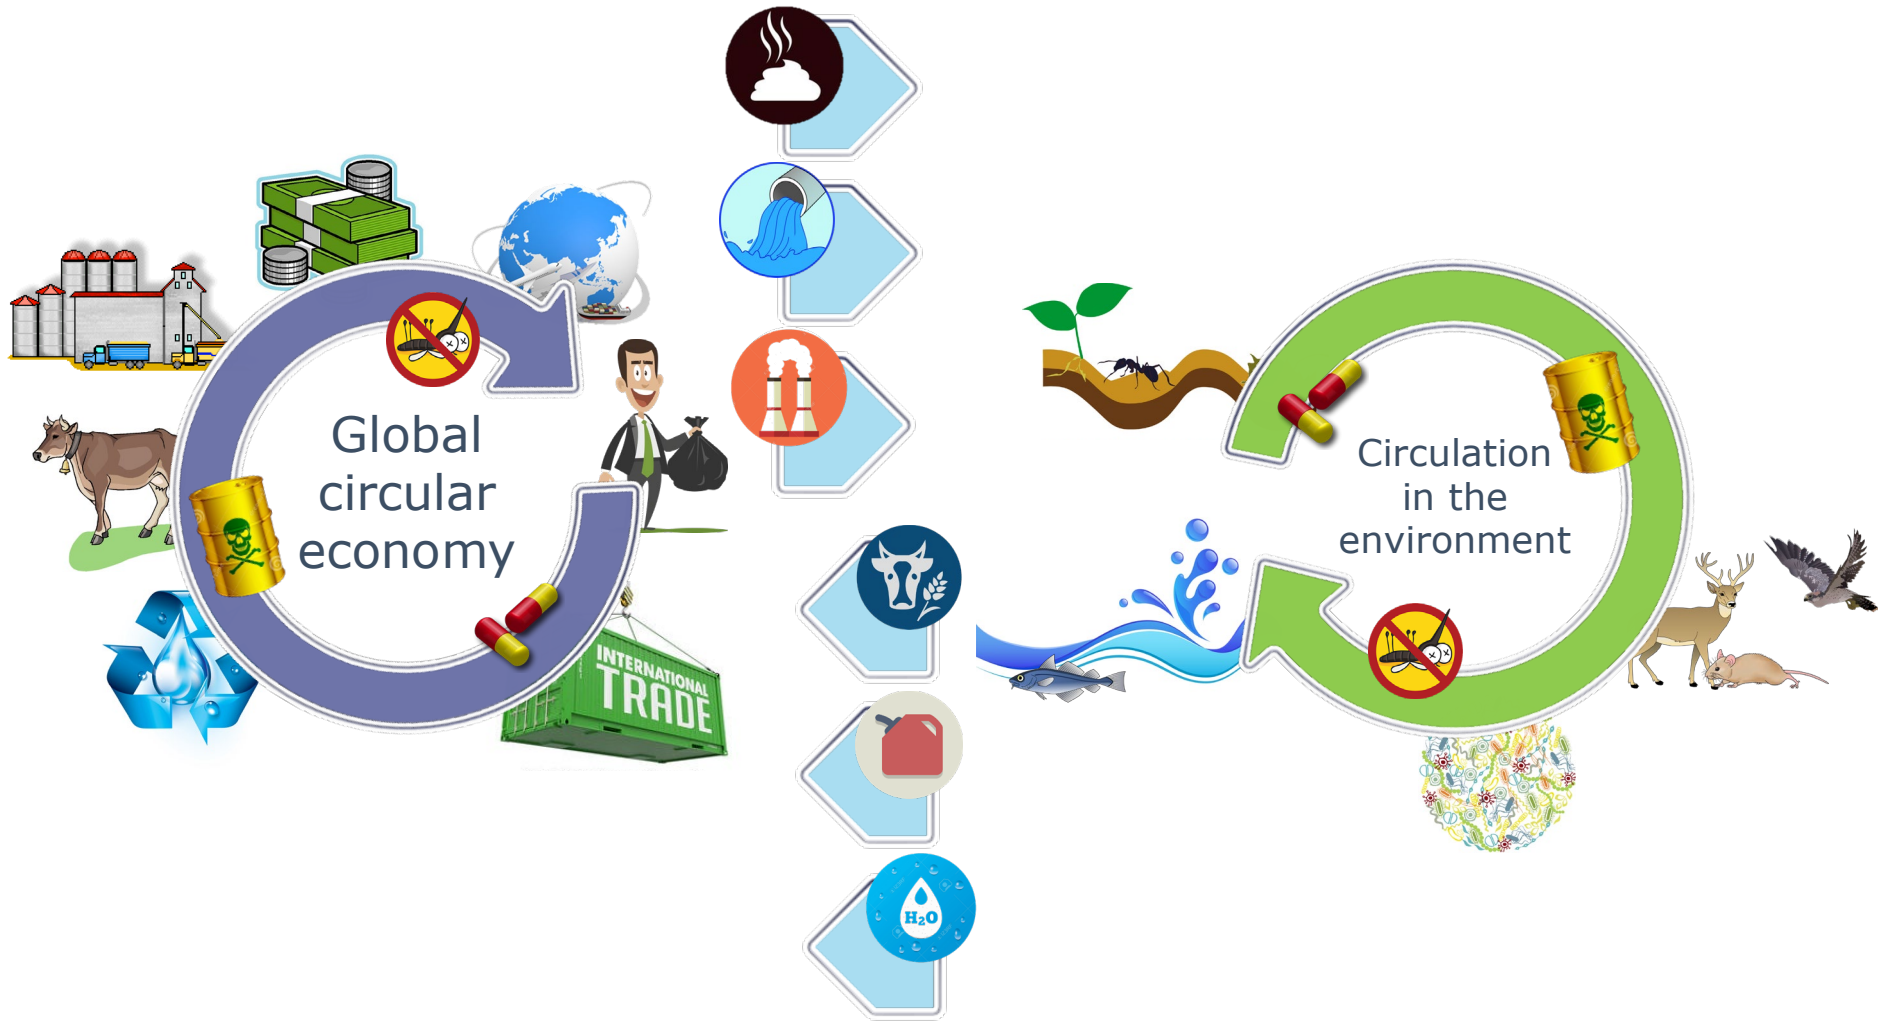 Global
circular
economy
INTERNATIONAL
TRADE
H₂O
Circulation
in the
environment